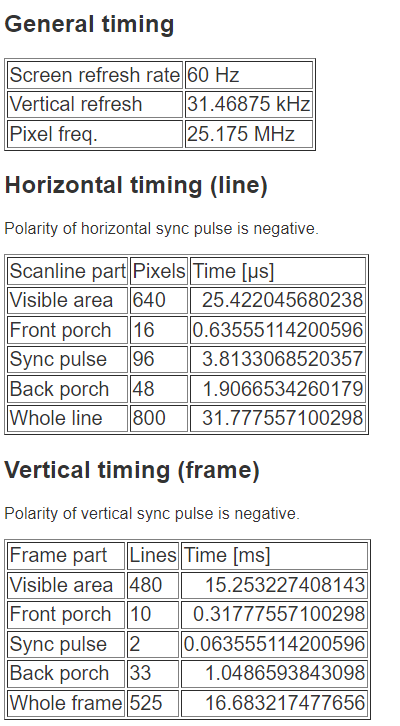 General timing
Screen refresh rate 60 Hz
Vertical refresh 31.46875 kHz
Pixel freq. 25.175 MHz
Horizontal timing (line)
Polarity of horizontal sync pulse is negative.
Scanline part Pixels Time [µs]
Visible area 640 25.422045680238
Front porch 16 0.63555114200596
Sync pulse 96 3.8133068520357
Back porch 48 1.9066534260179
Whole line 800 31.777557100298
Vertical timing (frame)
Polarity of vertical sync pulse is negative.
Frame part Lines Time [ms]
Visible area 480 15.253227408143
Front porch 10 0.31777557100298
Sync pulse 2 0.063555114200596
Back porch 33 1.0486593843098
Whole frame 525 16.683217477656